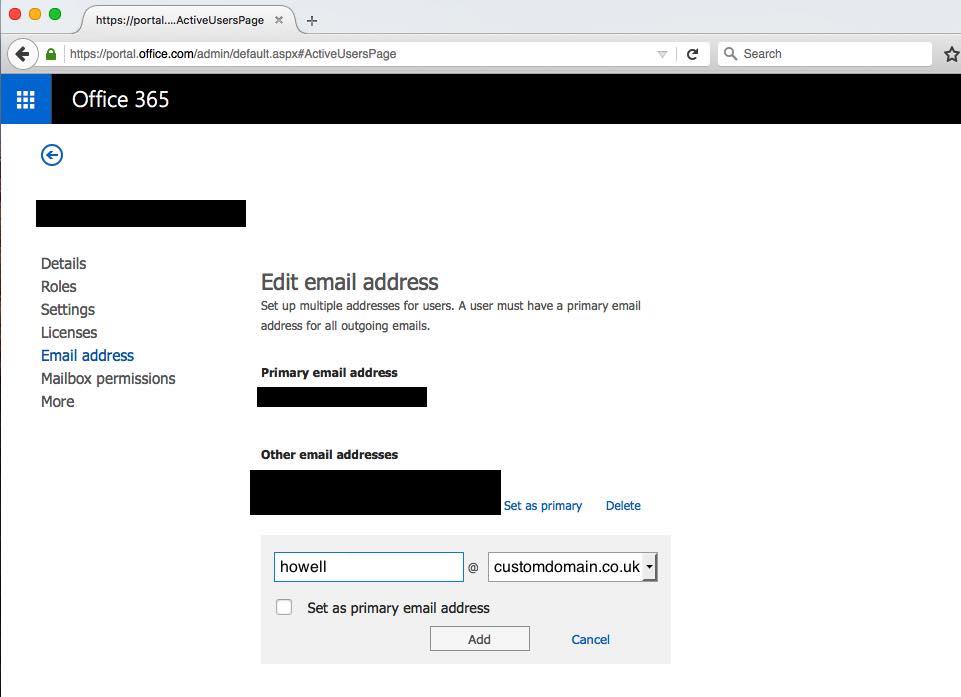 https://portal....ActiveUsersPage
https://portal.office.com/admin/default.aspx#ActiveUsersPage
Search
Office 365
Details
Roles
Settings
Licenses
Email address
Mailbox permissions
More
Edit email address
Set up multiple addresses for users. A user must have a primary email
address for all outgoing emails.
Primary email address
Other email addresses
Set as primary Delete
howell @ customdomain.co.uk
Set as primary email address
Add Cancel